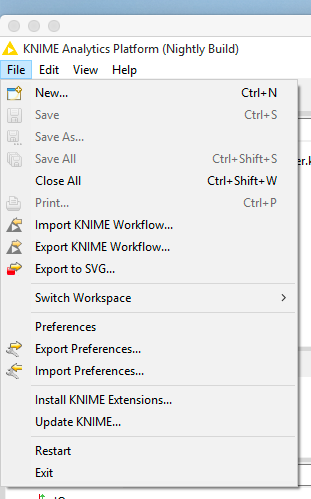 KNIME Analytics Platform (Nightly Build)
File Edit View Help
New... Ctrl+N
Save Ctrl+S
Save As...
Save All Ctrl+Shift+S
Close All Ctrl+Shift+W
Print... Ctrl+P
Import KNIME Workflow...
Export KNIME Workflow...
Export to SVG...
Switch Workspace
Preferences
Export Preferences...
Import Preferences...
Install KNIME Extensions...
Update KNIME...
Restart
Exit